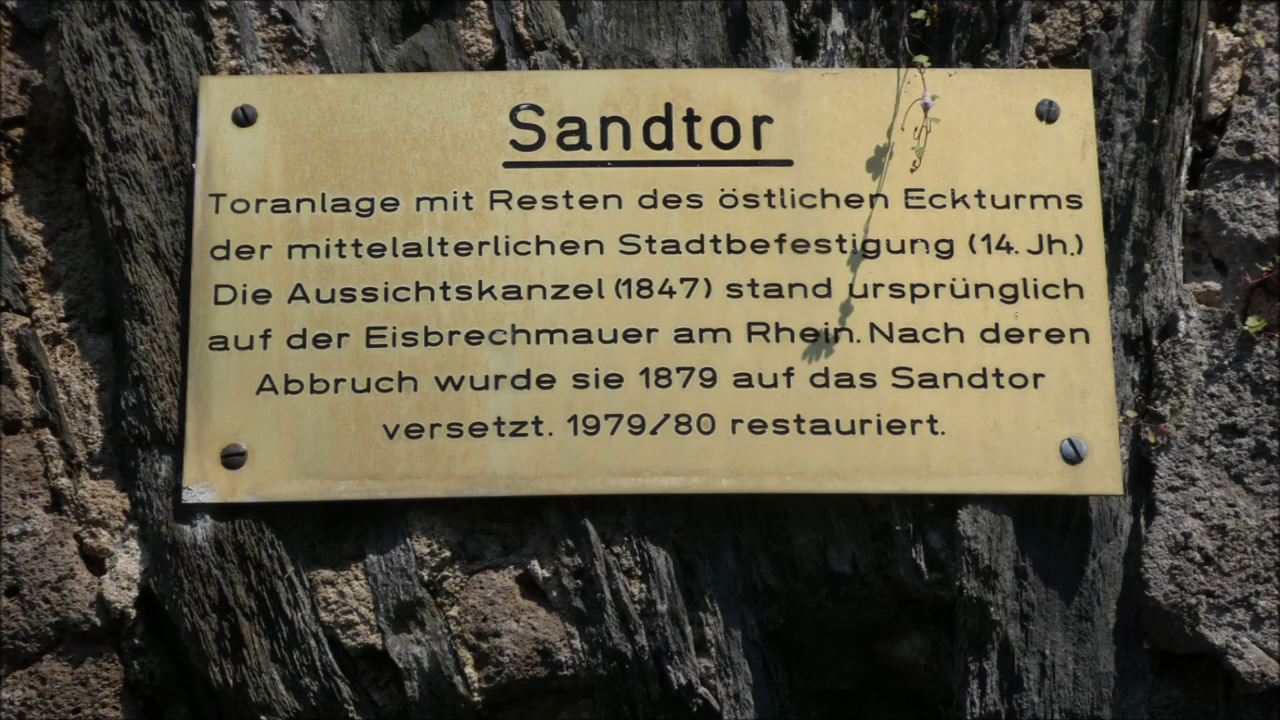 Sandtor
Toranlage mit Resten des östlichen Eckturms
der mittelalterlichen Stadtbefestigung (14. Jh.)
Die Aussichtskanzel (1847) stand ursprünglich
auf der Eisbrechmauer am Rhein. Nach deren
Abbruch wurde sie 1879 auf das Sandtor
versetzt. 1979/80 restauriert.